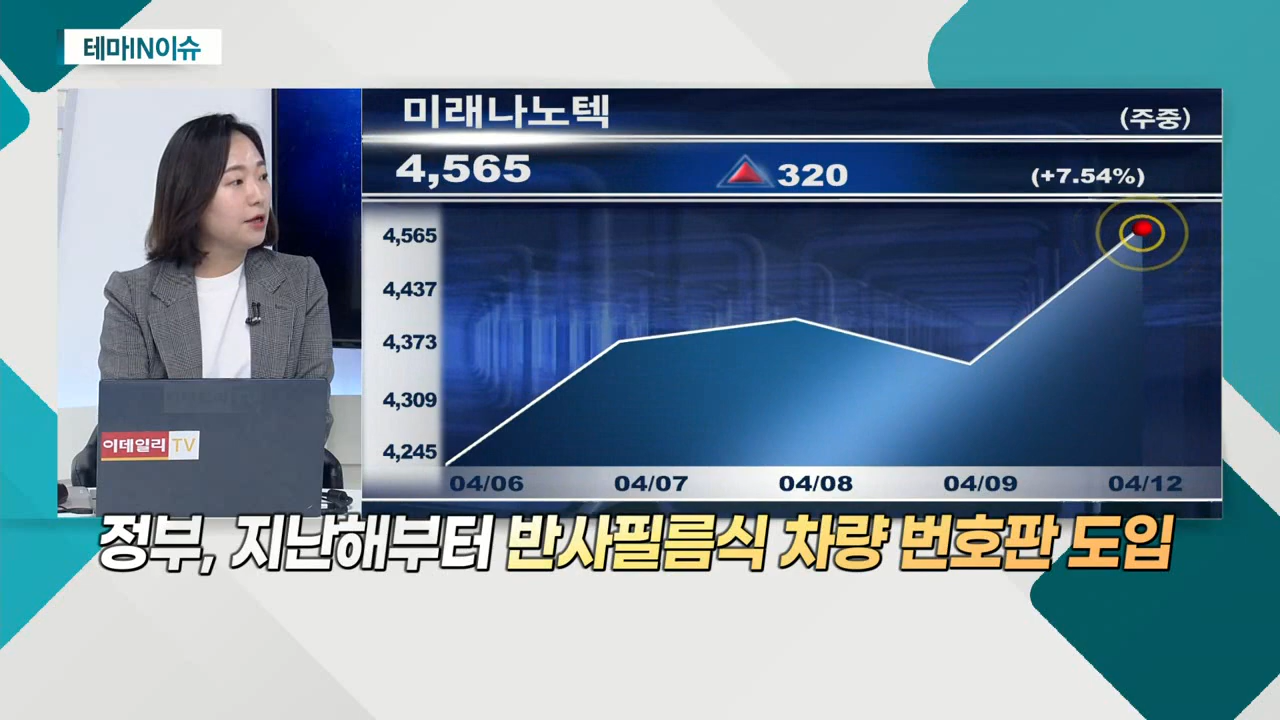 테마IN이슈
미래나노텍
(주중)
4,565
320
(+7.54%)
4,565
4,437
4,373
4,309
4,245
04/06
04/07
04/08
04/09
04/12
이데일리 TV
정부, 지난해부터 반사필름식 차량 번호판 도입